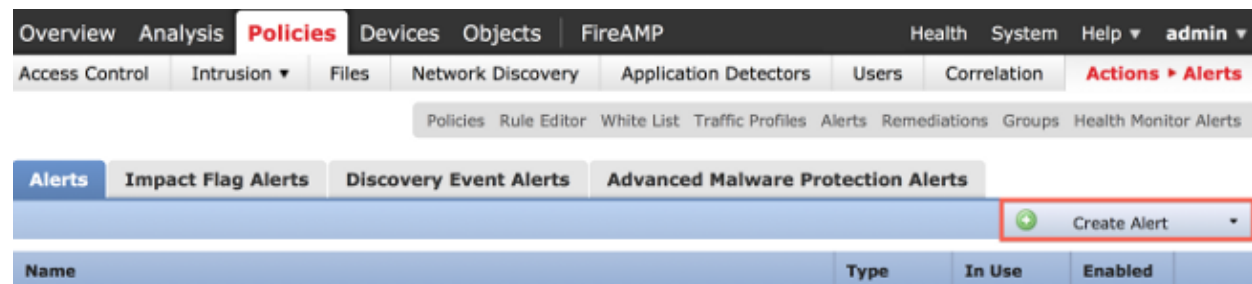 Overview Analysis Policies Devices Objects FireAMP Health System Help ▼ admin ▼
Access Control Intrusion ▼ Files Network Discovery Application Detectors Users Correlation Actions ▸ Alerts
Policies Rule Editor White List Traffic Profiles Alerts Remediations Groups Health Monitor Alerts
Alerts Impact Flag Alerts Discovery Event Alerts Advanced Malware Protection Alerts
Create Alert
Name Type In Use Enabled